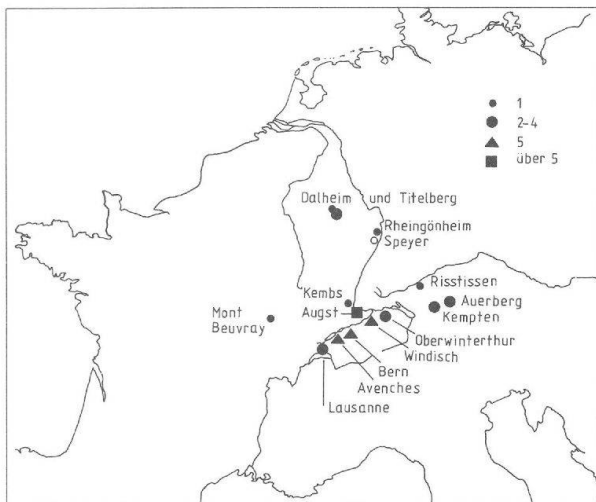 1
2-4
5
über 5
Dalheim und Titelberg
Rheingönheim
Speyer
Risstissen
Kembs
Augst
Auerberg
Kempten
Mont
Beuvray
Oberwinterthur
Windisch
Bern
Avenches
Lausanne